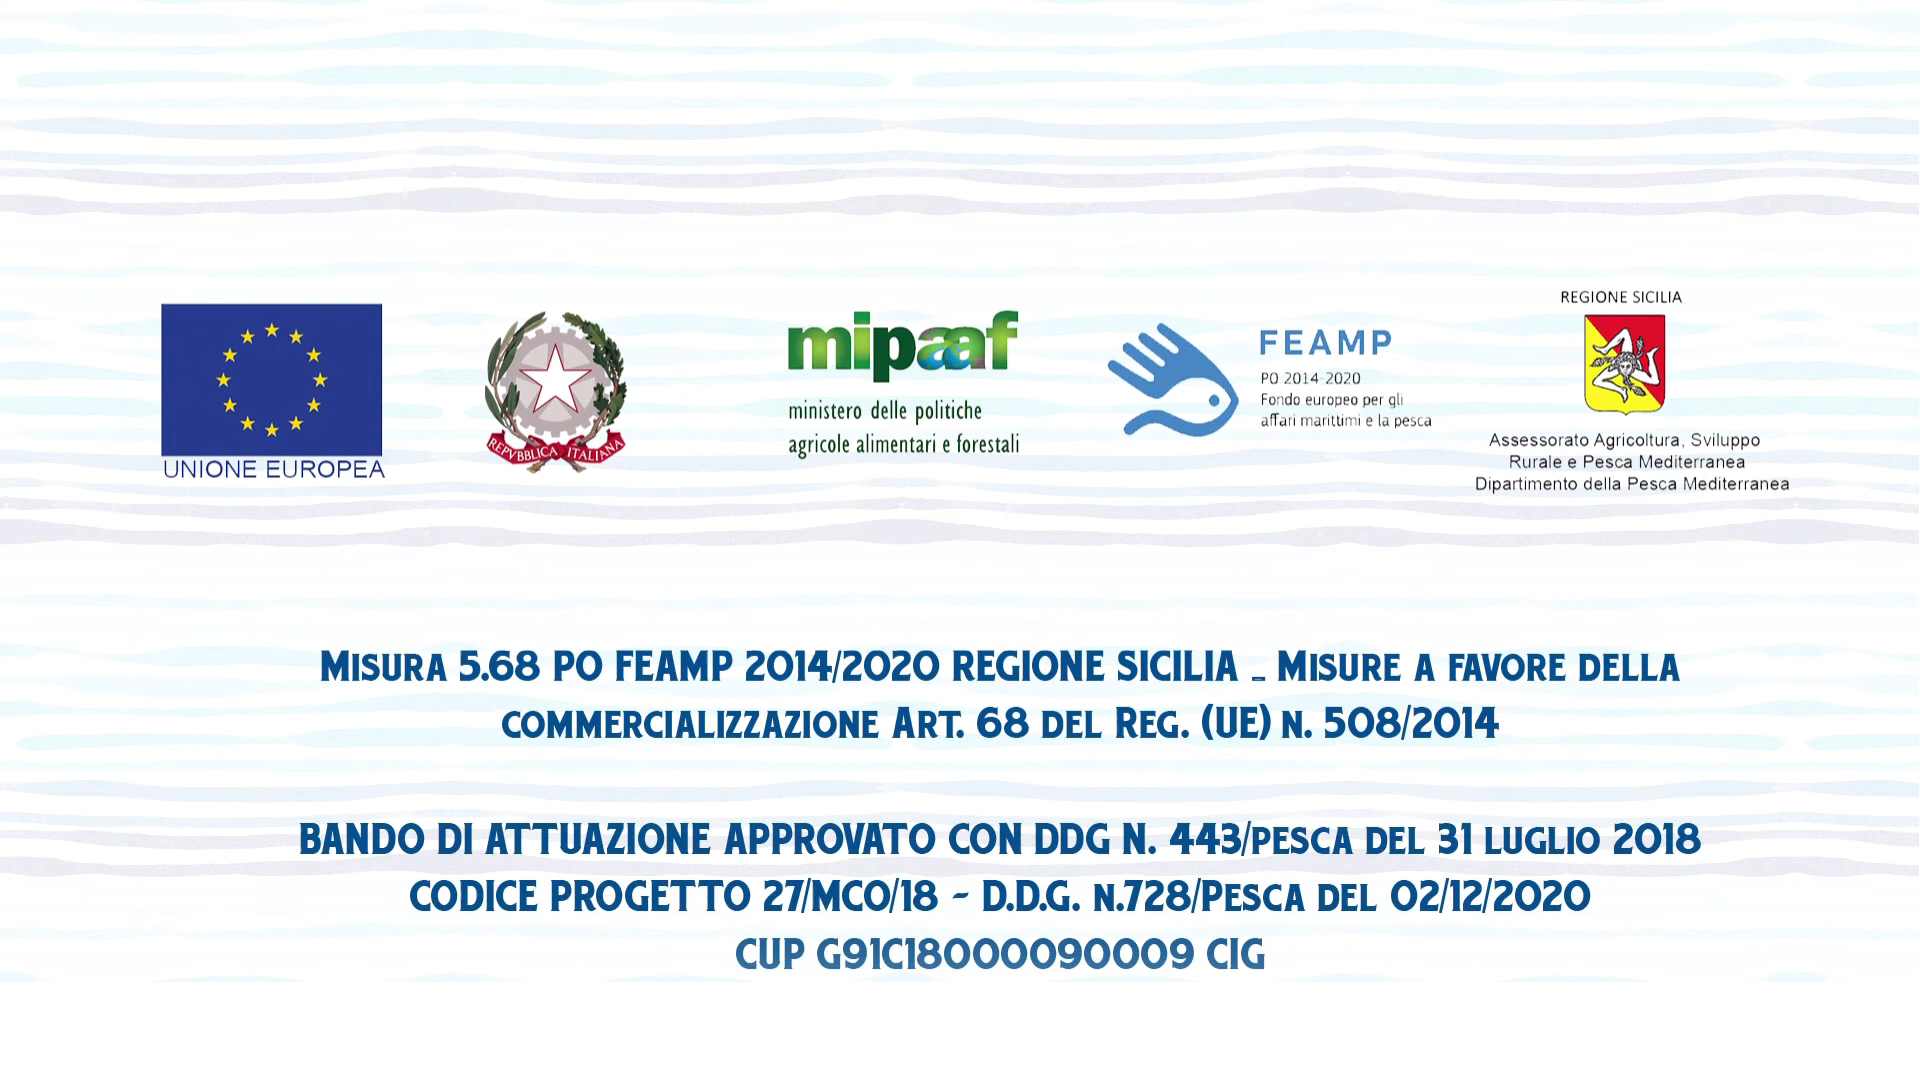 REGIONE SICILIA
UNIONE EUROPEA
REPVBBLICA ITALIANA
mipaaf
ministero delle politiche
agricole alimentari e forestali
FEAMP
PO 2014-2020
Fondo europeo per gli
affari marittimi e la pesca
Assessorato Agricoltura, Sviluppo
Rurale e Pesca Mediterranea
Dipartimento della Pesca Mediterranea
Misura 5.68 PO FEAMP 2014/2020 REGIONE SICILIA _ Misure a favore della
commercializzazione Art. 68 del Reg. (UE) n. 508/2014
BANDO DI ATTUAZIONE APPROVATO CON DDG N. 443/pesca del 31 luglio 2018
CODICE PROGETTO 27/MCO/18 - D.D.G. n.728/Pesca del 02/12/2020
CUP G91C18000090009 CIG